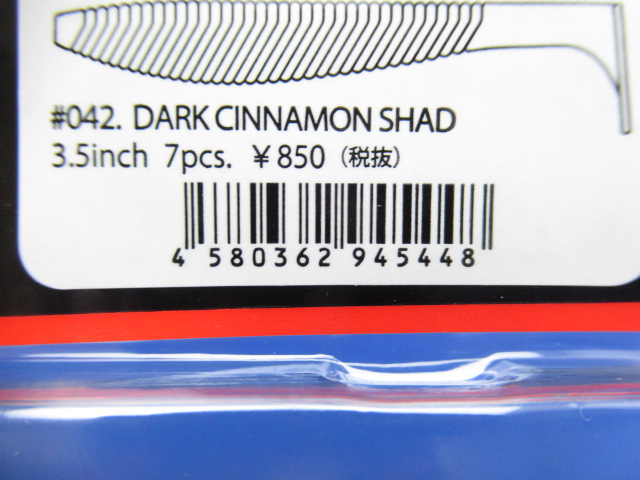 #042. DARK CINNAMON SHAD
3.5inch 7pcs. ¥850 (税抜)
4 580362 945448